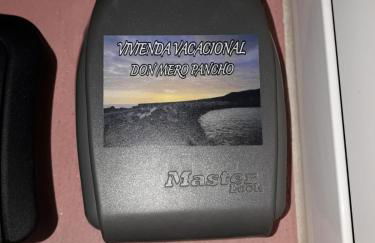 VIVIENDA VACACIONAL
DON MERO PANCHO
Master
Lock